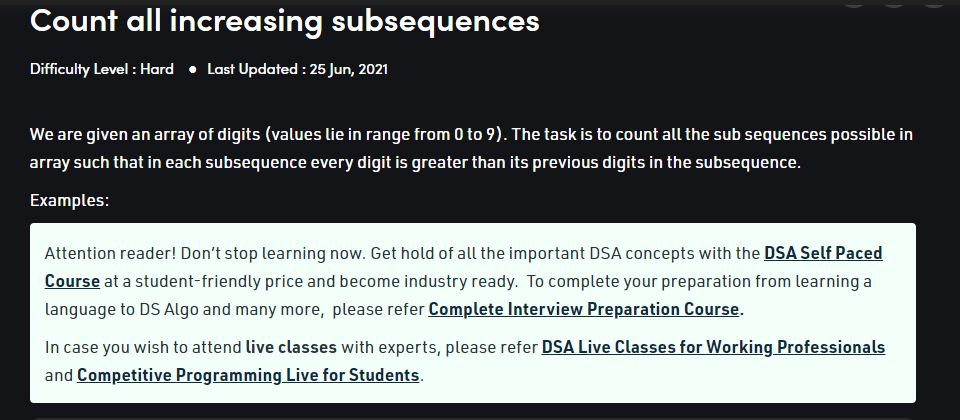 Count all increasing subsequences
Difficulty Level : Hard ● Last Updated : 25 Jun, 2021
We are given an array of digits (values lie in range from 0 to 9). The task is to count all the sub sequences possible in
array such that in each subsequence every digit is greater than its previous digits in the subsequence.
Examples:
Attention reader! Don’t stop learning now. Get hold of all the important DSA concepts with the DSA Self Paced
Course at a student-friendly price and become industry ready.  To complete your preparation from learning a
language to DS Algo and many more,  please refer Complete Interview Preparation Course.
In case you wish to attend live classes with experts, please refer DSA Live Classes for Working Professionals
and Competitive Programming Live for Students.